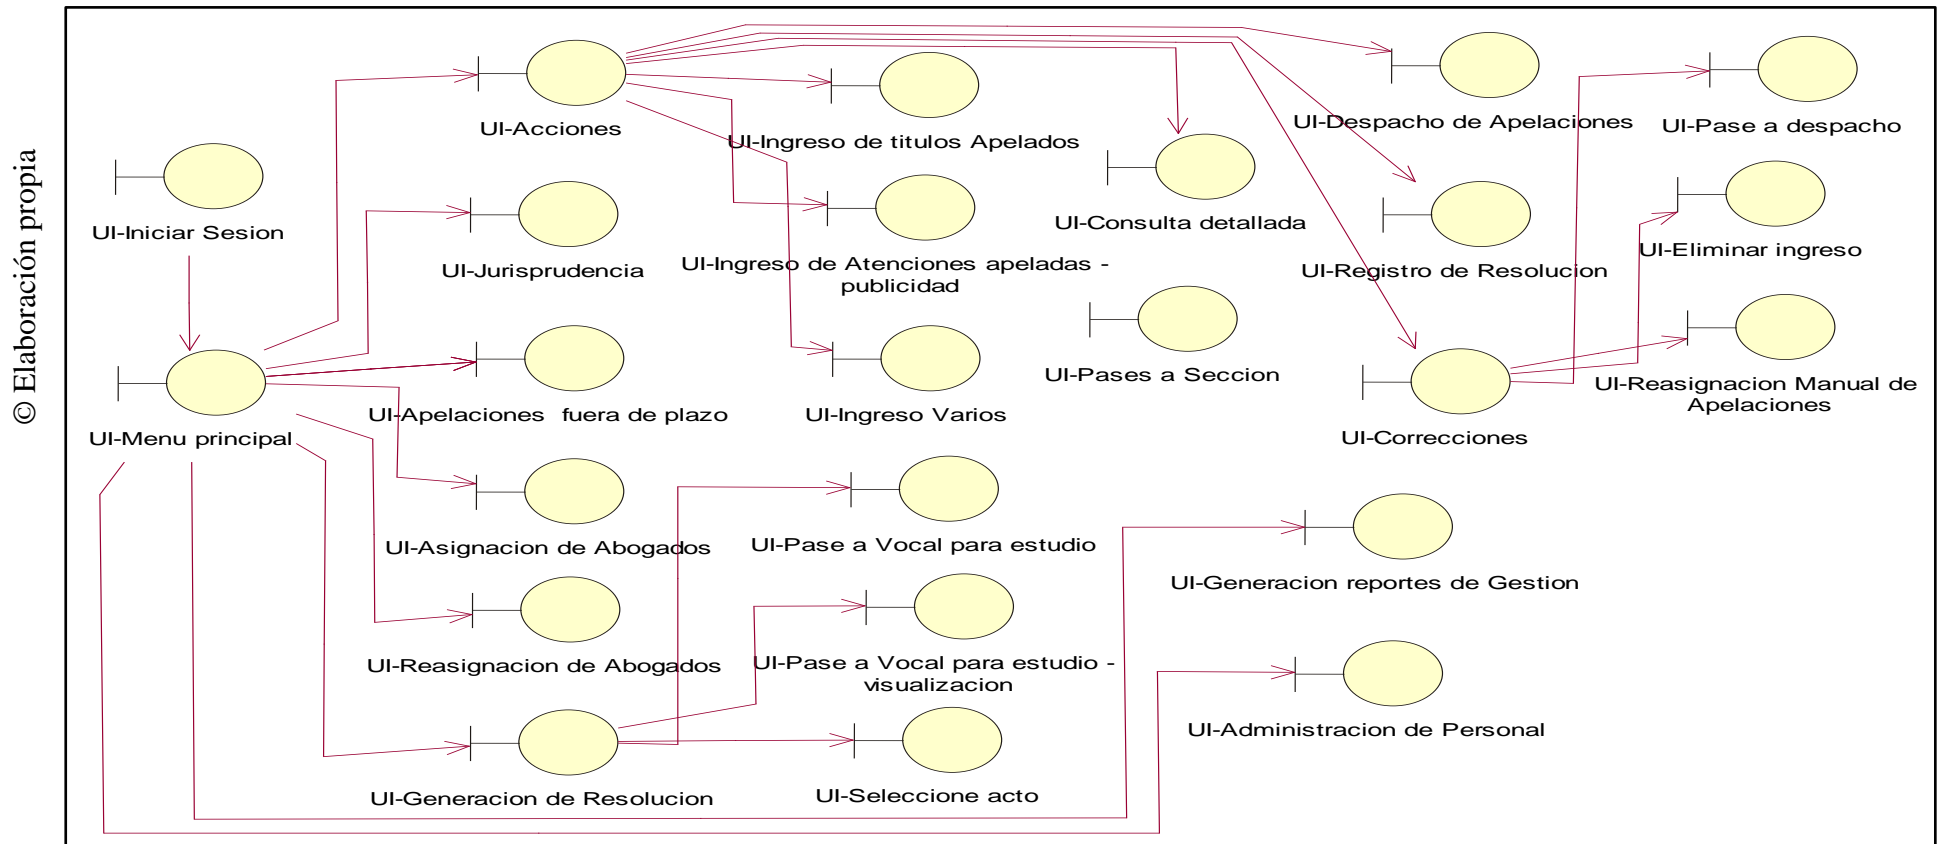 © Elaboración propia
UI-Acciones
UI-Ingreso de titulos Apelados
UI-Despacho de Apelaciones
UI-Pase a despacho
UI-Iniciar Sesion
UI-Jurisprudencia
UI-Ingreso de Atenciones apeladas -
publicidad
UI-Consulta detallada
UI-Registro de Resolucion
UI-Eliminar ingreso
UI-Menu principal
UI-Apelaciones  fuera de plazo
UI-Ingreso Varios
UI-Pases a Seccion
UI-Correcciones
UI-Reasignacion Manual de
Apelaciones
UI-Asignacion de Abogados
UI-Pase a Vocal para estudio
UI-Generacion reportes de Gestion
UI-Reasignacion de Abogados
UI-Pase a Vocal para estudio -
visualizacion
UI-Administracion de Personal
UI-Generacion de Resolucion
UI-Seleccione acto